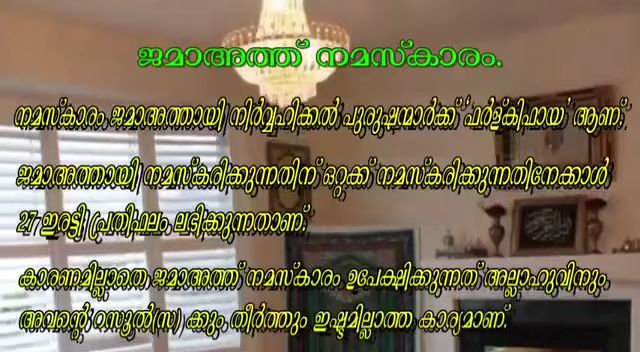 ജമാഅത്ത് നമസ്കാരം.
നമസ്കാരം ജമാഅത്തായി നിർവ്വഹിക്കൽ പുരുഷന്മാർക്ക് 'ഫർള്കിഫായ' ആണ്.
ജമാഅത്തായി നമസ്കരിക്കുന്നതിന് ഒറ്റക്ക് നമസ്കരിക്കുന്നതിനേക്കാൾ
27 ഇരട്ടി പ്രതിഫലം ലഭിക്കുന്നതാണ്.
കാരണമില്ലാതെ ജമാഅത്ത് നമസ്കാരം ഉപേക്ഷിക്കുന്നത് അല്ലാഹുവിനും
അവന്റെ റസൂൽ(സ) ക്കും തീർത്തും ഇഷ്ടമില്ലാത്ത കാര്യമാണ്.